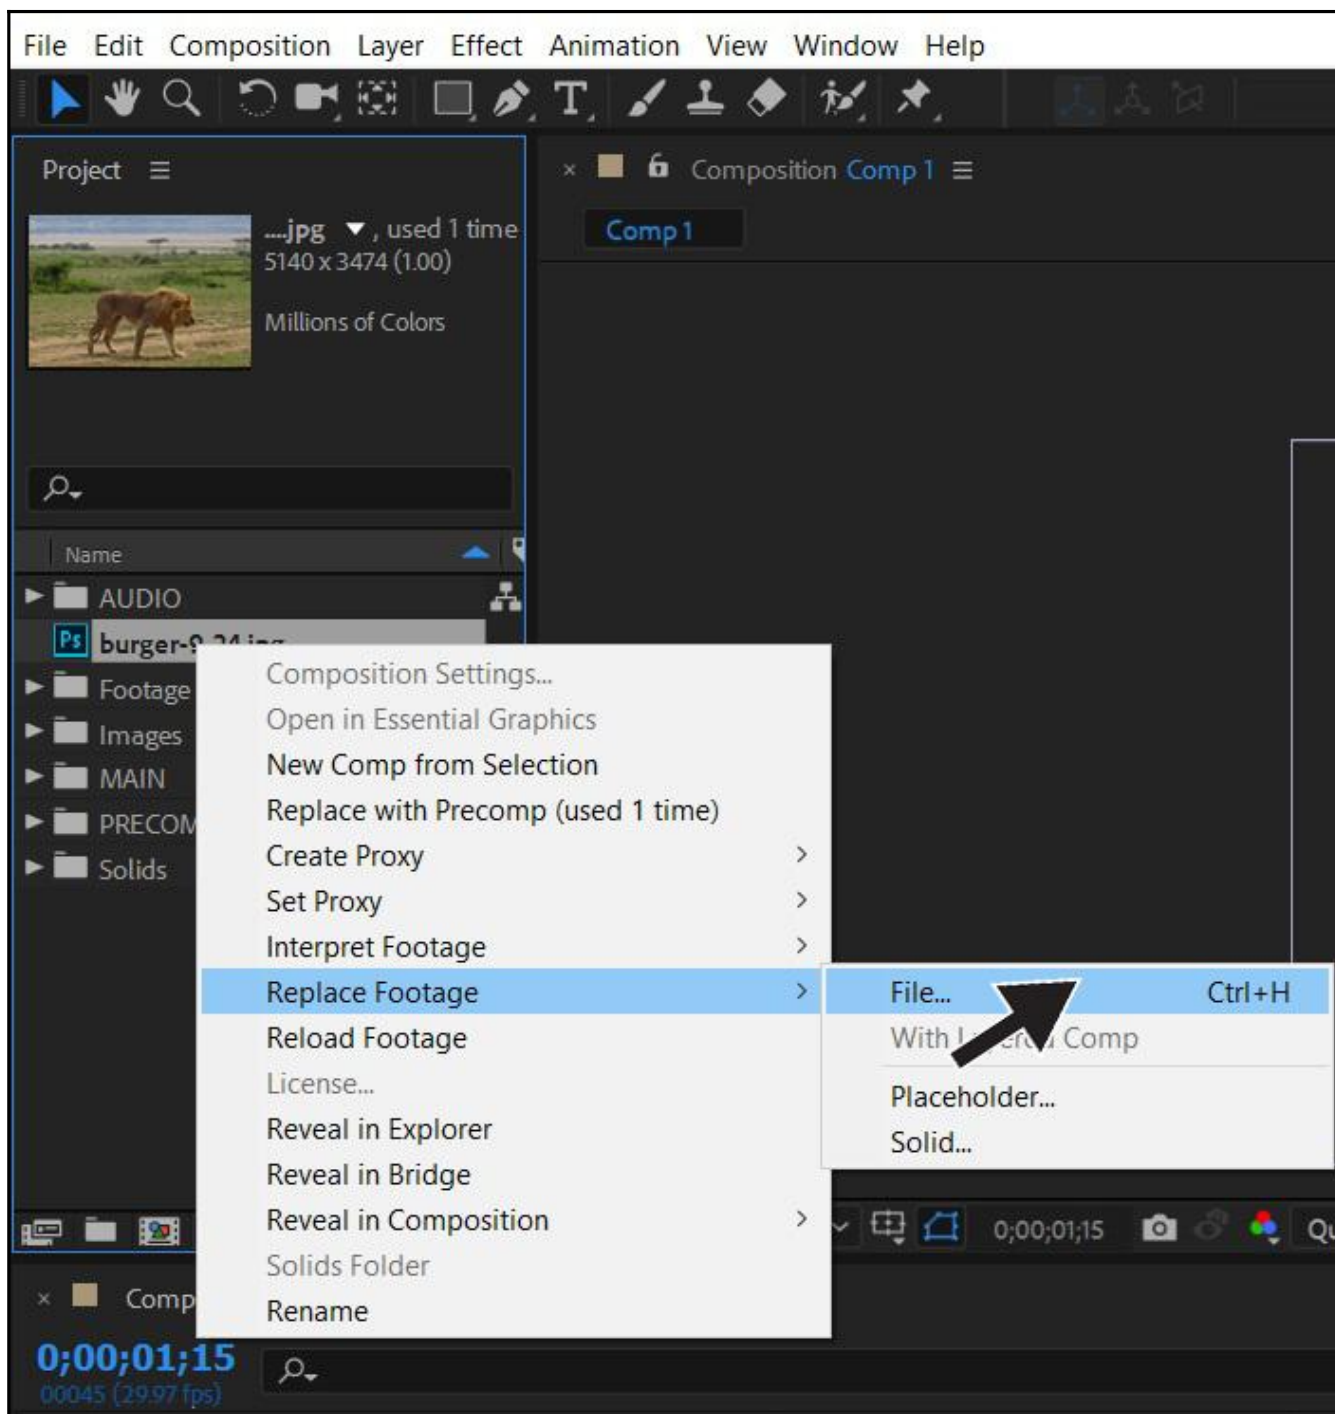 File Edit Composition Layer Effect Animation View Window Help
Project
Composition Comp 1
....jpg , used 1 time
Comp 1
5140 x 3474 (1.00)
Millions of Colors
Name
AUDIO
Ps
Footage
Images
MAIN
Solids
Composition Settings...
Open in Essential Graphics
New Comp from Selection
Replace with Precomp (used 1 time)
Create Proxy
Set Proxy
Interpret Footage
Replace Footage
Reload Footage
License...
Reveal in Explorer
Reveal in Bridge
Reveal in Composition
Solids Folder
Rename
File... Ctrl+H
With Comp
Placeholder...
Solid...
0;00;01;15
0;00;01;15
00045 (29.97 fps)